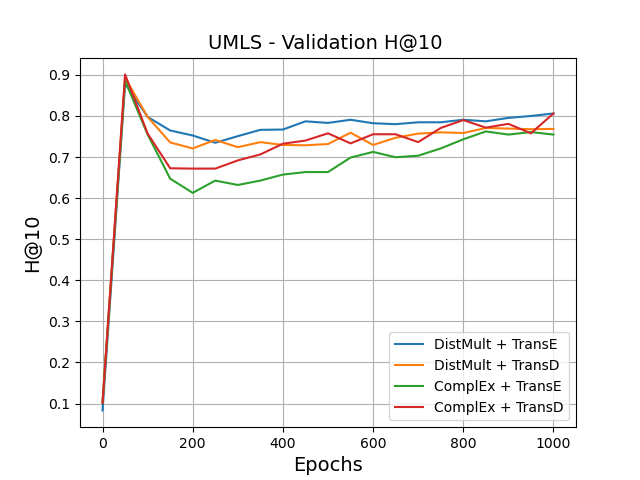 UMLS - Validation H@10
H@10
0.9
0.8
0.7
0.6
0.5
0.4
0.3
0.2
0.1
0 200 400 600 800 1000
Epochs
DistMult + TransE
DistMult + TransD
ComplEx + TransE
ComplEx + TransD